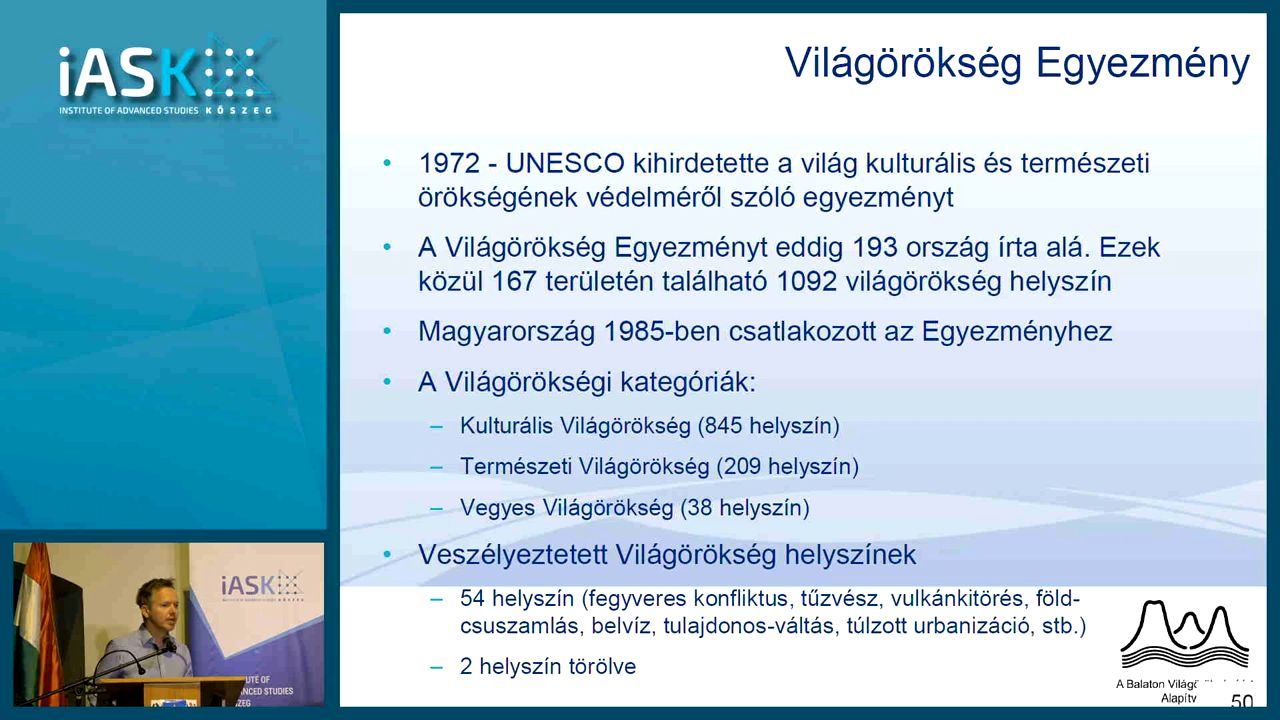 iASK
INSTITUTE OF ADVANCED STUDIES KŐSZEG
Világörökség Egyezmény
• 1972 - UNESCO kihirdetette a világ kulturális és természeti
örökségének védelméről szóló egyezményt
• A Világörökség Egyezményt eddig 193 ország írta alá. Ezek
közül 167 területén található 1092 világörökség helyszín
• Magyarország 1985-ben csatlakozott az Egyezményhez
• A Világörökségi kategóriák:
– Kulturális Világörökség (845 helyszín)
– Természeti Világörökség (209 helyszín)
– Vegyes Világörökség (38 helyszín)
• Veszélyeztetett Világörökség helyszínek
– 54 helyszín (fegyveres konfliktus, tűzvész, vulkánkitörés, föld-
csuszamlás, belvíz, tulajdonos-váltás, túlzott urbanizáció, stb.)
– 2 helyszín törölve
A Balaton
50
iASK